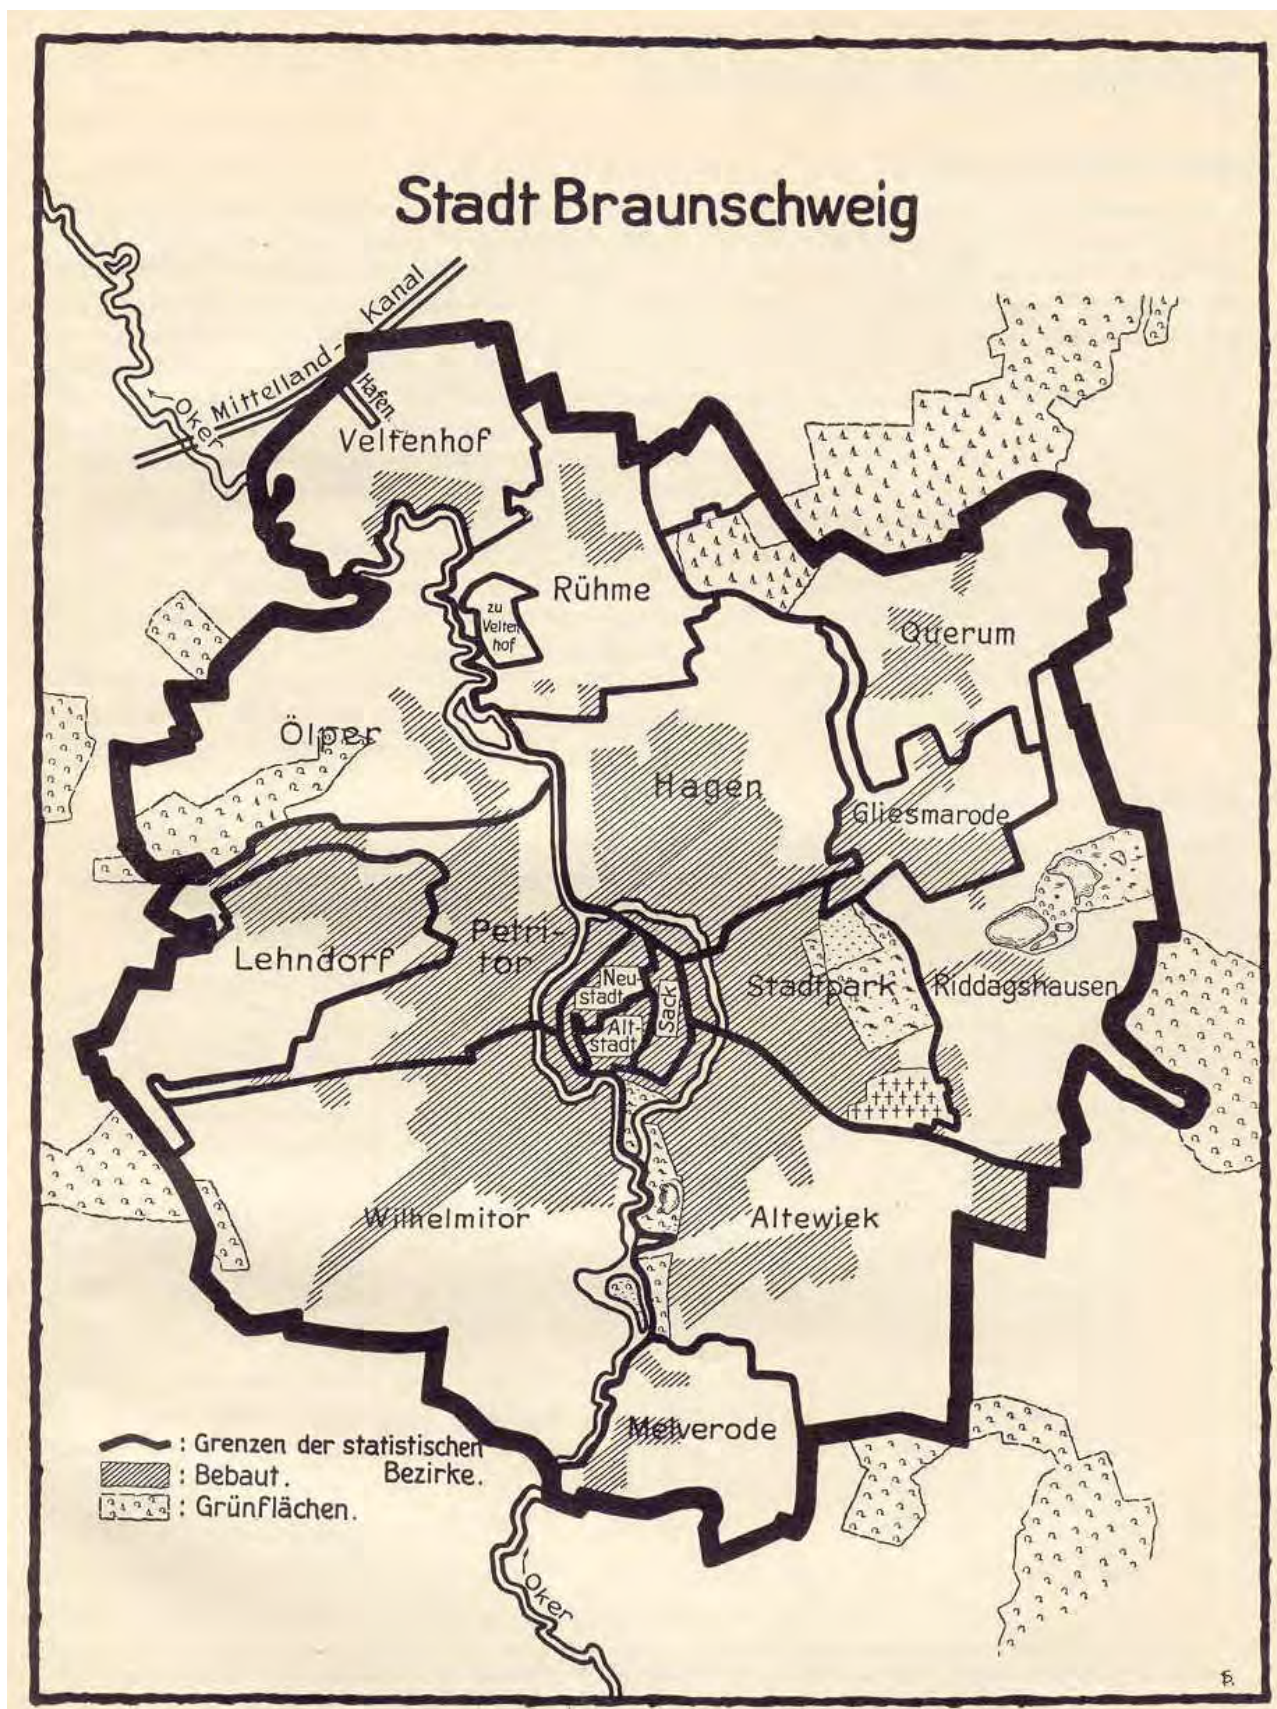 Stadt Braunschweig
Mittelland-
Kanal
Oker
Hafen
Veltenhof
Rühme
zu
Velten
hof
Querum
Ölper
Hagen
Gliesmarode
Lehndorf
Petri-
tor
Neu-
stadt
Alt-
stadt
Sack
Stadtpark
Riddagshausen
Wilhelmitor
Altewiek
Melverode
: Grenzen der statistischen
Bezirke.
: Bebaut.
: Grünflächen.
Oker